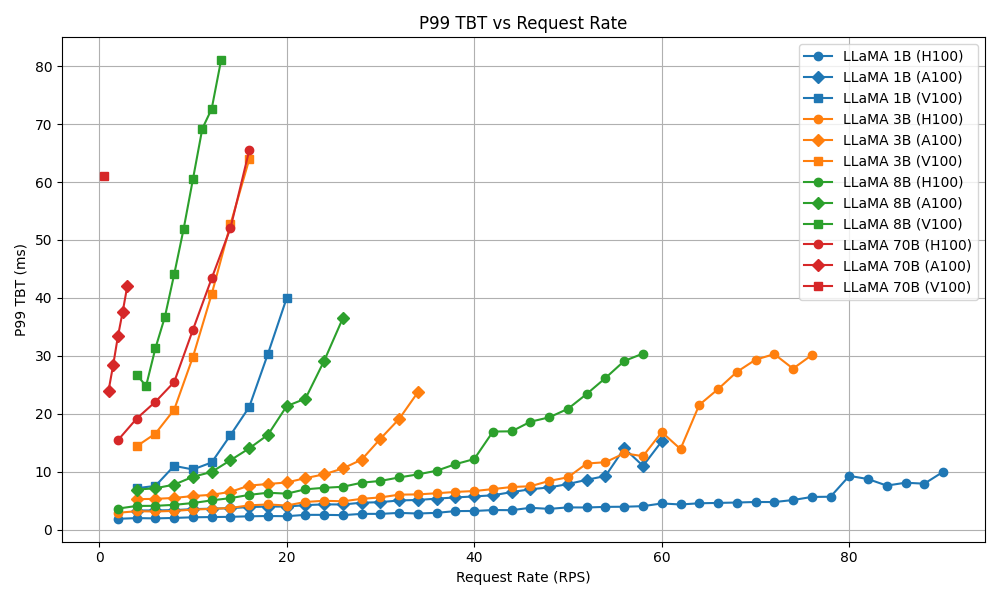 P99 TBT vs Request Rate
P99 TBT (ms)
80
70
60
50
40
30
20
10
0
0
20
40
60
80
Request Rate (RPS)
LLaMA 1B (H100)
LLaMA 1B (A100)
LLaMA 1B (V100)
LLaMA 3B (H100)
LLaMA 3B (A100)
LLaMA 3B (V100)
LLaMA 8B (H100)
LLaMA 8B (A100)
LLaMA 8B (V100)
LLaMA 70B (H100)
LLaMA 70B (A100)
LLaMA 70B (V100)